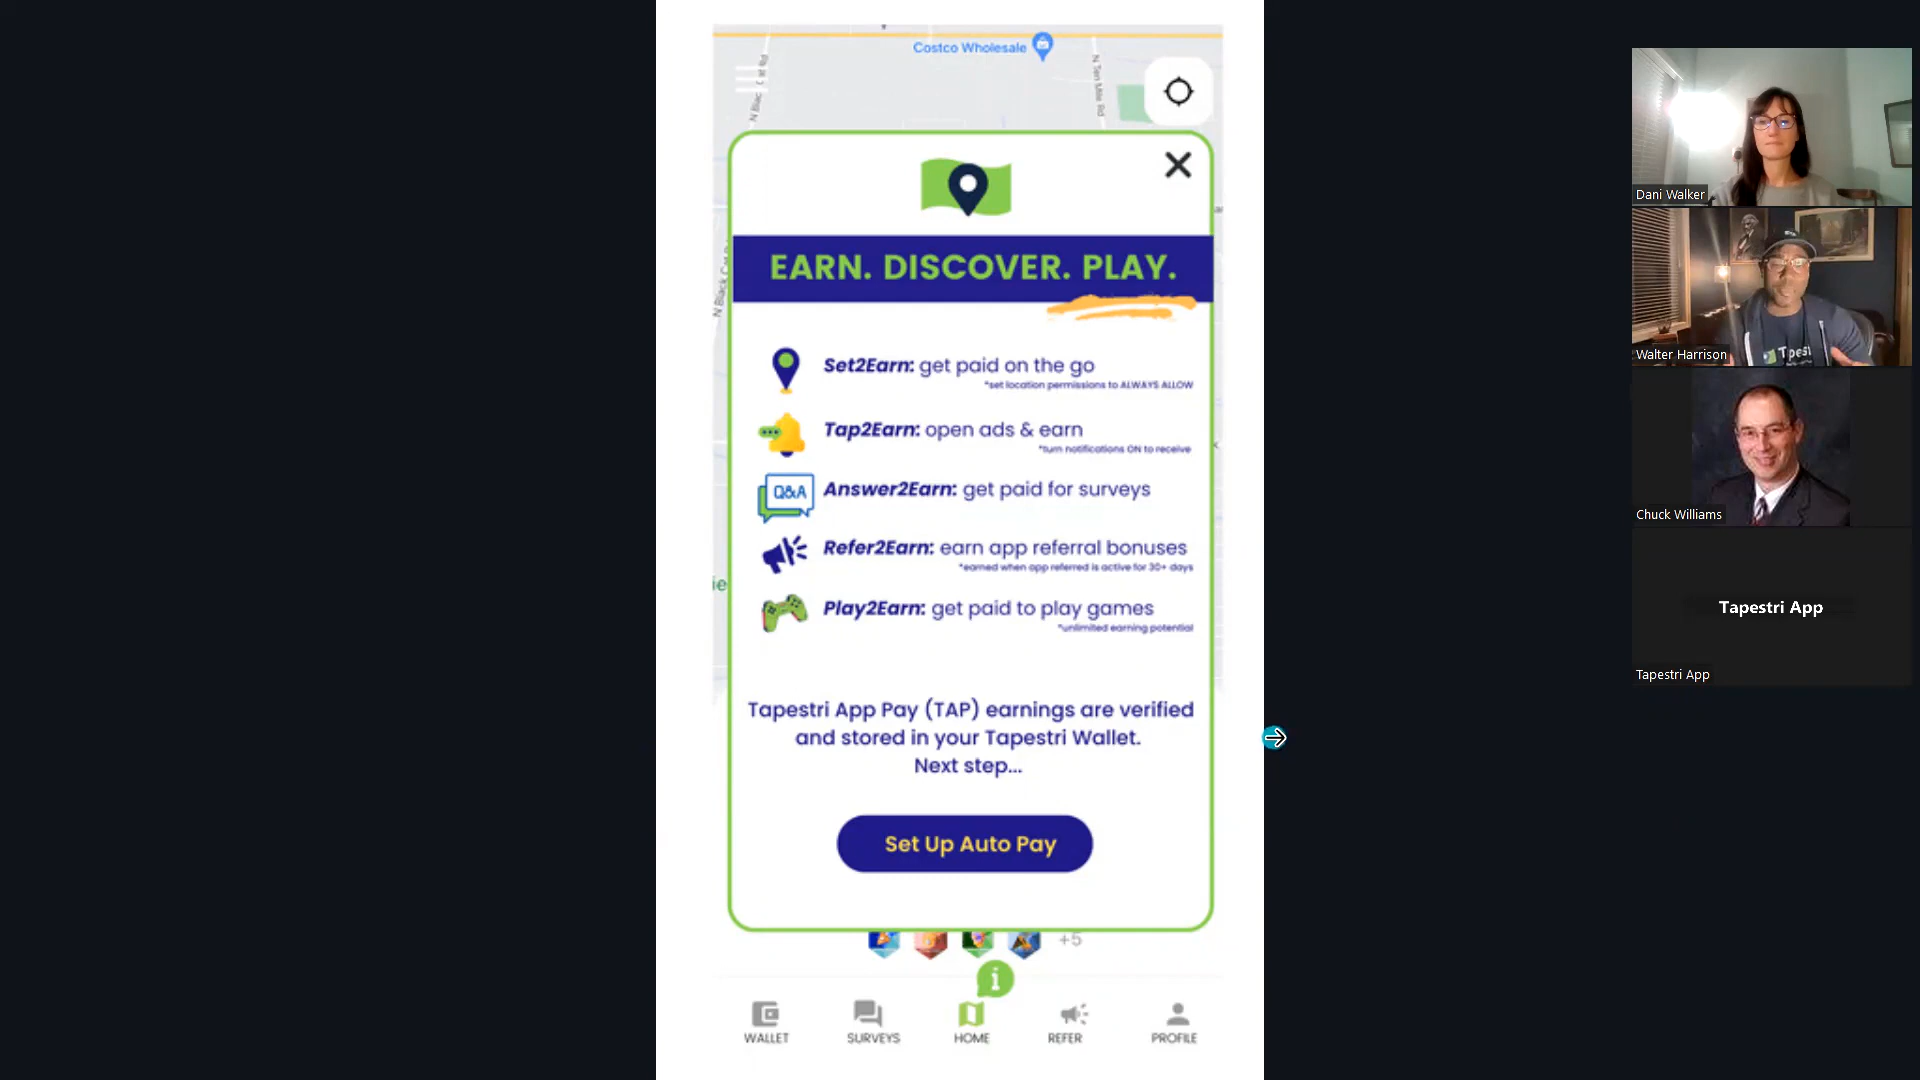 Costco Wholesale
N Ten Mile Rd
EARN. DISCOVER. PLAY.
Set2Earn: get paid on the go
*set location permissions to ALWAYS ALLOW
Tap2Earn: open ads & earn
*turn notifications ON to receive
Q&A
Answer2Earn: get paid for surveys
Refer2Earn: earn app referral bonuses
*earned when app referred is active for 30+ days
Play2Earn: get paid to play games
*unlimited earning potential
Tapestri App Pay (TAP) earnings are verified
and stored in your Tapestri Wallet.
Next step...
Set Up Auto Pay
+5
i
WALLET
SURVEYS
HOME
REFER
PROFILE
Dani Walker
Walter Harrison
Chuck Williams
Tapestri App
Tapestri App